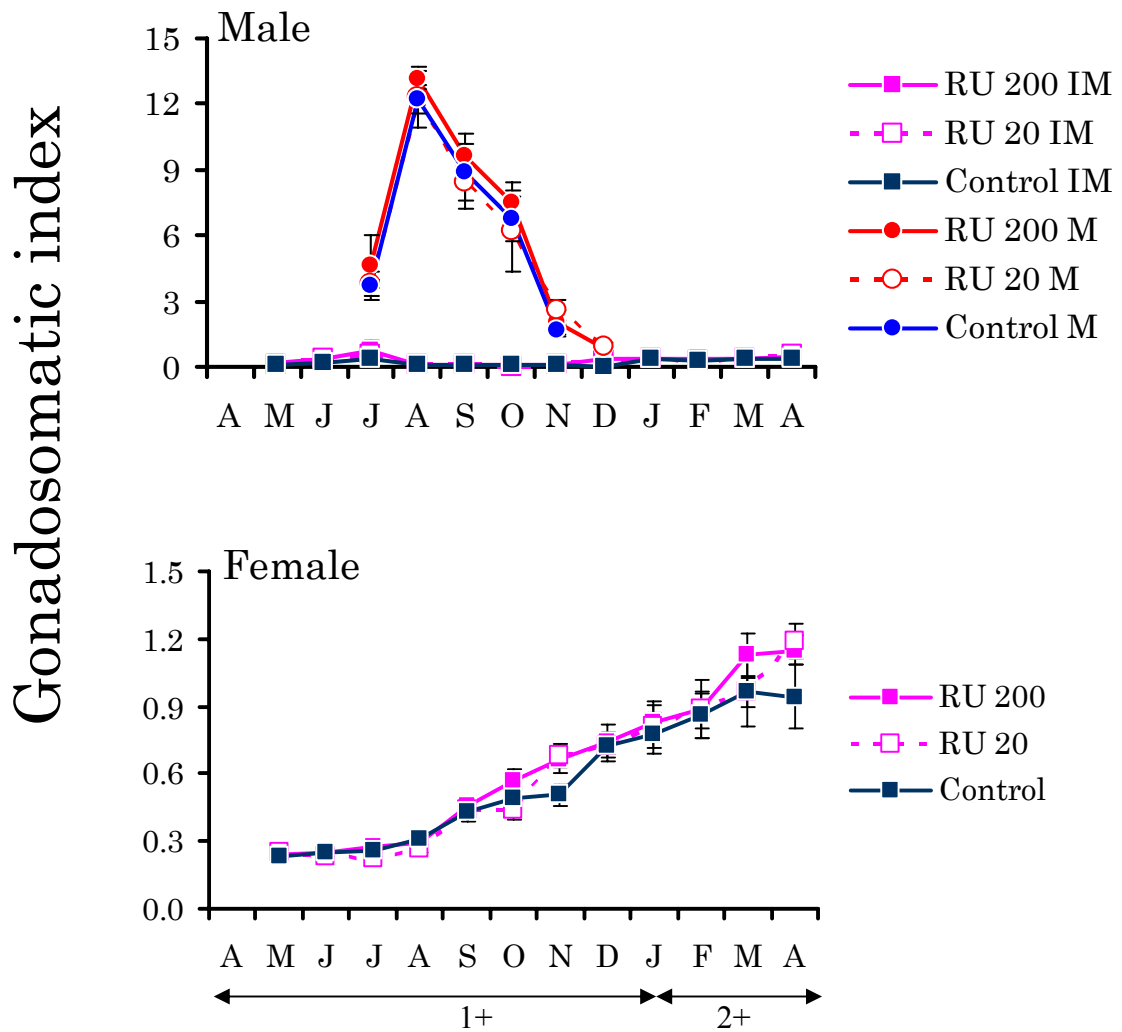 Gonadosomatic index
Male
15
12
9
6
3
0
A M J J A S O N D J F M A
RU 200 IM
RU 20 IM
Control IM
RU 200 M
RU 20 M
Control M
Female
1.5
1.2
0.9
0.6
0.3
0.0
A M J J A S O N D J F M A
1+ 2+
RU 200
RU 20
Control